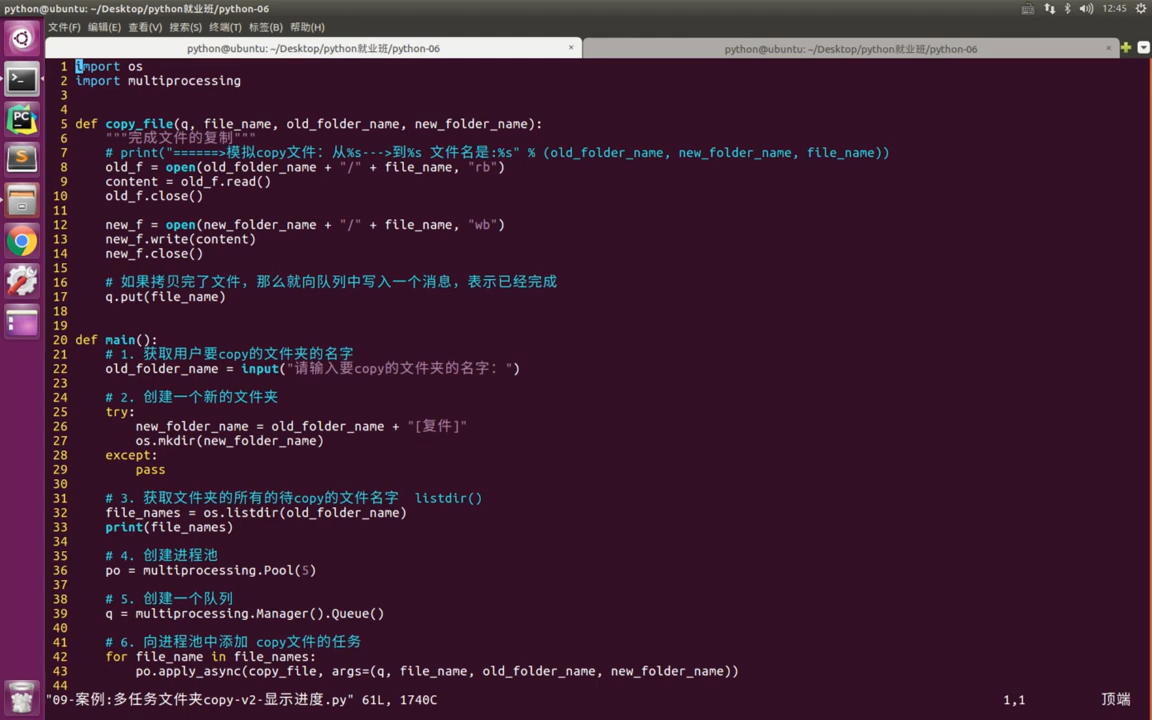 python@ubuntu: ~/Desktop/python就业班/python-06
12:45
文件(F) 编辑(E) 查看(V) 搜索(S) 终端(T) 标签(B) 帮助(H)
python@ubuntu: ~/Desktop/python就业班/python-06 × python@ubuntu: ~/Desktop/python就业班/python-06 ×
1 import os
2 import multiprocessing
3
4
5 def copy_file(q, file_name, old_folder_name, new_folder_name):
6 """完成文件的复制"""
7 # print("======>模拟copy文件: 从%s--->到%s 文件名是:%s" % (old_folder_name, new_folder_name, file_name))
8 old_f = open(old_folder_name + "/" + file_name, "rb")
9 content = old_f.read()
10 old_f.close()
11
12 new_f = open(new_folder_name + "/" + file_name, "wb")
13 new_f.write(content)
14 new_f.close()
15
16 # 如果拷贝完了文件，那么就向队列中写入一个消息，表示已经完成
17 q.put(file_name)
18
19
20 def main():
21 # 1. 获取用户要copy的文件夹的名字
22 old_folder_name = input("请输入要copy的文件夹的名字: ")
23
24 # 2. 创建一个新的文件夹
25 try:
26 new_folder_name = old_folder_name + "[复件]"
27 os.mkdir(new_folder_name)
28 except:
29 pass
30
31 # 3. 获取文件夹的所有的待copy的文件名字 listdir()
32 file_names = os.listdir(old_folder_name)
33 print(file_names)
34
35 # 4. 创建进程池
36 po = multiprocessing.Pool(5)
37
38 # 5. 创建一个队列
39 q = multiprocessing.Manager().Queue()
40
41 # 6. 向进程池中添加 copy文件的任务
42 for file_name in file_names:
43 po.apply_async(copy_file, args=(q, file_name, old_folder_name, new_folder_name))
44
"09-案例:多任务文件夹copy-v2-显示进度.py" 61L, 1740C 1,1 顶端
PC
S